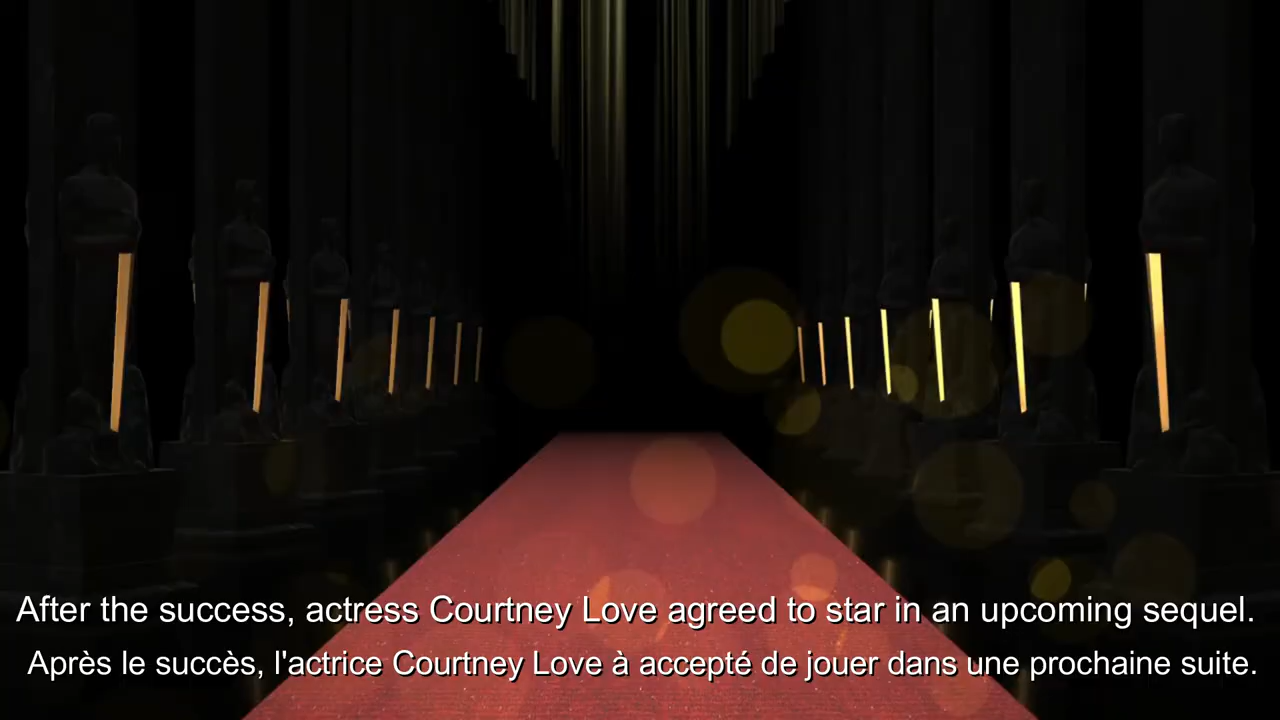 After the success, actress Courtney Love agreed to star in an upcoming sequel.
Après le succès, l'actrice Courtney Love à accepté de jouer dans une prochaine suite.